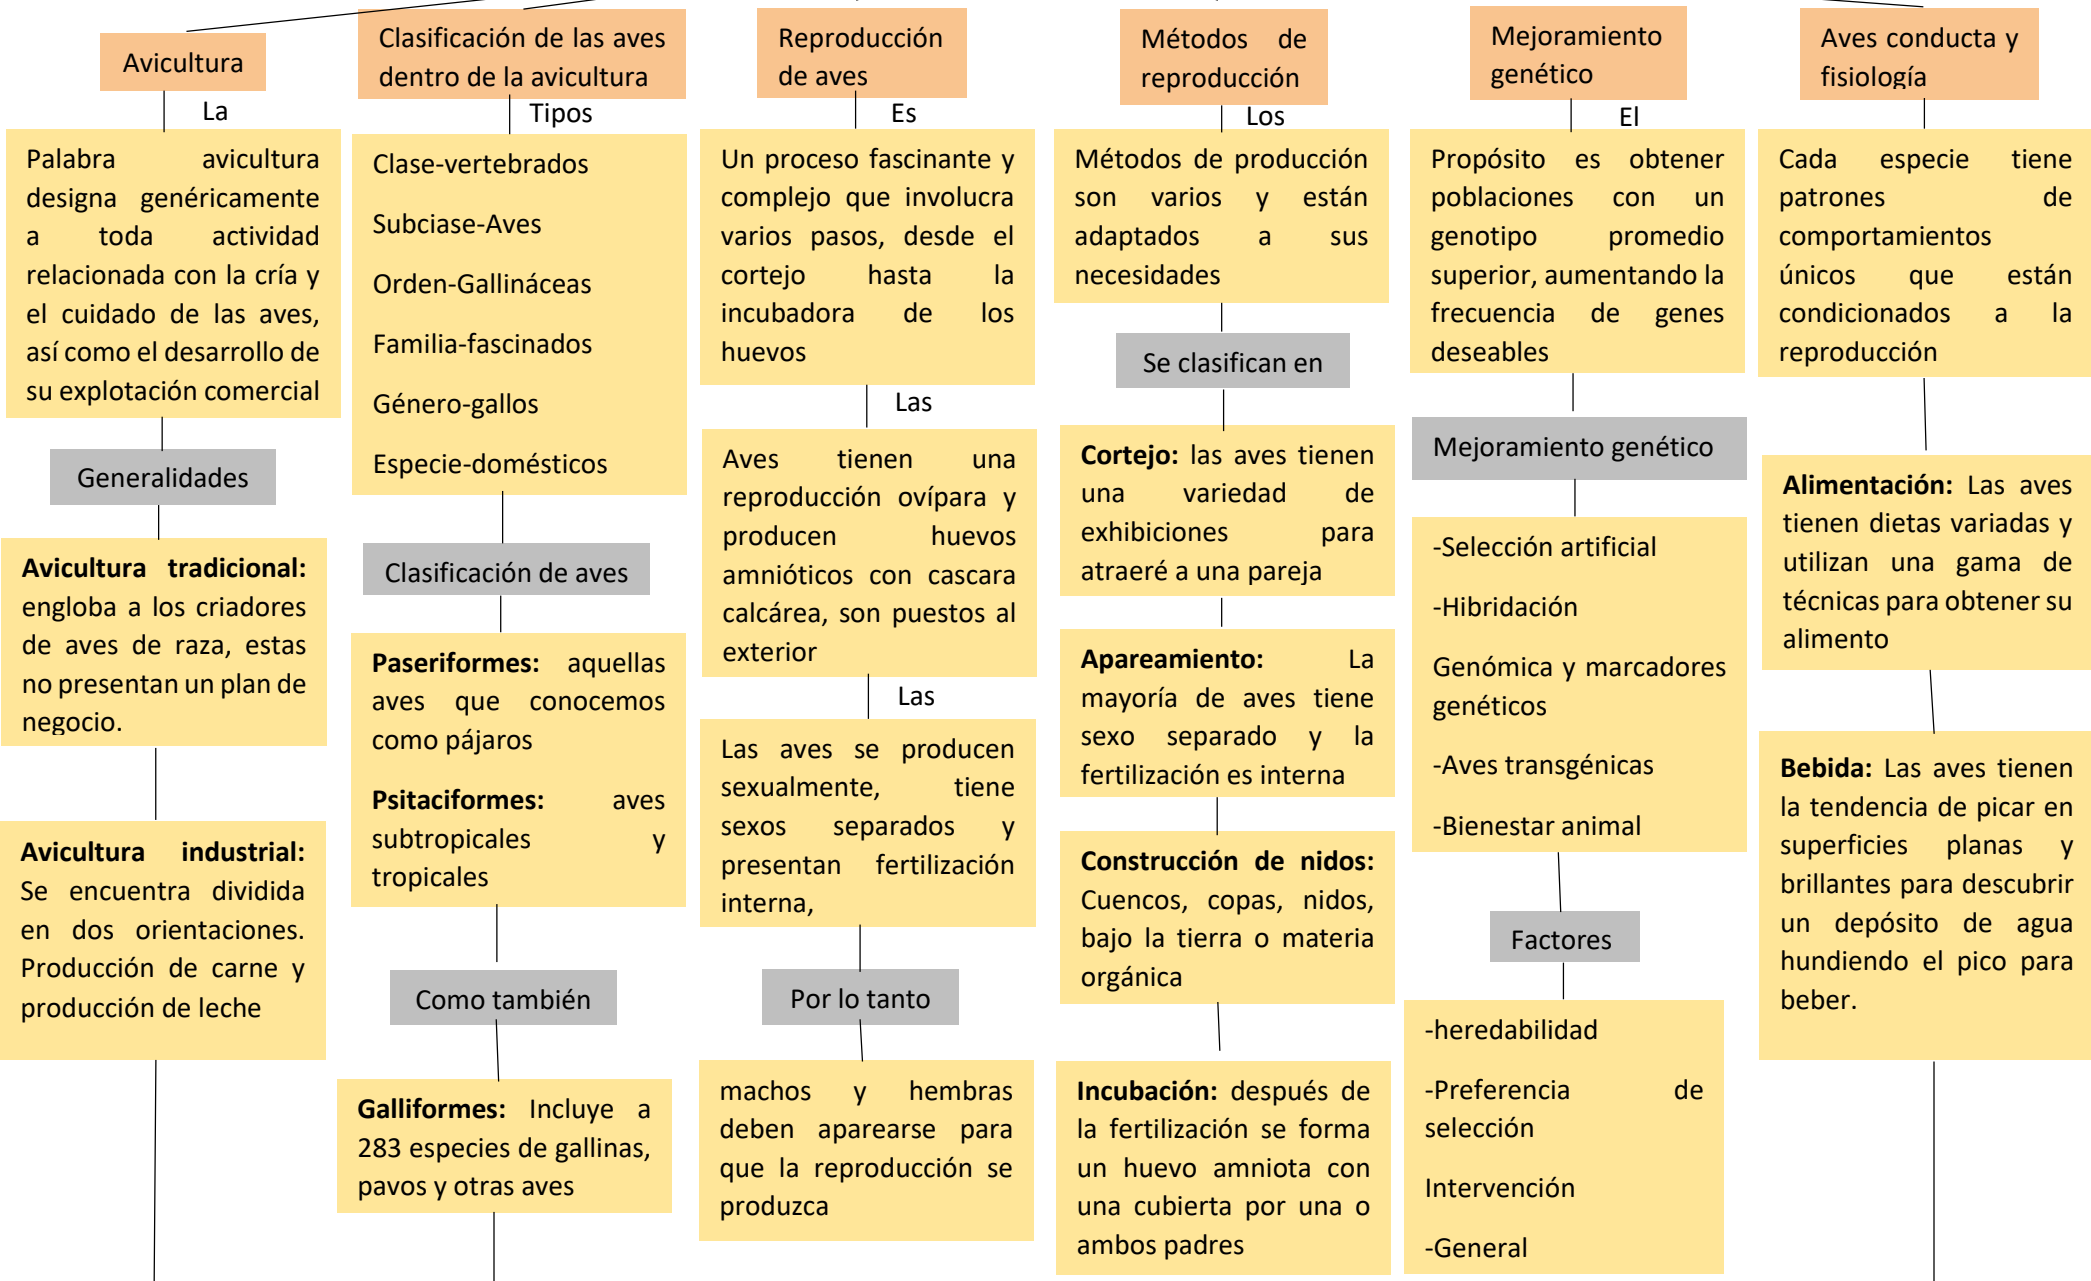 Avicultura
La
Palabra avicultura
designa genéricamente
a toda actividad
relacionada con la cría y
el cuidado de las aves,
así como el desarrollo de
su explotación comercial
Generalidades
Avicultura tradicional:
engloba a los criadores
de aves de raza, estas
no presentan un plan de
negocio.
Avicultura industrial:
Se encuentra dividida
en dos orientaciones.
Producción de carne y
producción de leche
Clasificación de las aves
dentro de la avicultura
Tipos
Clase-vertebrados
Subciase-Aves
Orden-Gallináceas
Familia-fascinados
Género-gallos
Especie-domésticos
Clasificación de aves
Paseriformes: aquellas
aves que conocemos
como pájaros
Psitaciformes: aves
subtropicales y
tropicales
Como también
Galliformes: Incluye a
283 especies de gallinas,
pavos y otras aves
Reproducción
de aves
Es
Un proceso fascinante y
complejo que involucra
varios pasos, desde el
cortejo hasta la
incubadora de los
huevos
Las
Aves tienen una
reproducción ovípara y
producen huevos
amnióticos con cascara
calcárea, son puestos al
exterior
Las
Las aves se producen
sexualmente, tiene
sexos separados y
presentan fertilización
interna,
Por lo tanto
machos y hembras
deben aparearse para
que la reproducción se
produzca
Métodos de
reproducción
Los
Métodos de producción
son varios y están
adaptados a sus
necesidades
Se clasifican en
Cortejo: las aves tienen
una variedad de
exhibiciones para
atraeré a una pareja
Apareamiento: La
mayoría de aves tiene
sexo separado y la
fertilización es interna
Construcción de nidos:
Cuencos, copas, nidos,
bajo la tierra o materia
orgánica
Incubación: después de
la fertilización se forma
un huevo amniota con
una cubierta por una o
ambos padres
Mejoramiento
genético
El
Propósito es obtener
poblaciones con un
genotipo promedio
superior, aumentando la
frecuencia de genes
deseables
Mejoramiento genético
-Selección artificial
-Hibridación
Genómica y marcadores
genéticos
-Aves transgénicas
-Bienestar animal
Factores
-heredabilidad
-Preferencia de
selección
Intervención
-General
Aves conducta y
fisiología
Cada especie tiene
patrones de
comportamientos
únicos que están
condicionados a la
reproducción
Alimentación: Las aves
tienen dietas variadas y
utilizan una gama de
técnicas para obtener su
alimento
Bebida: Las aves tienen
la tendencia de picar en
superficies planas y
brillantes para descubrir
un depósito de agua
hundiendo el pico para
beber.